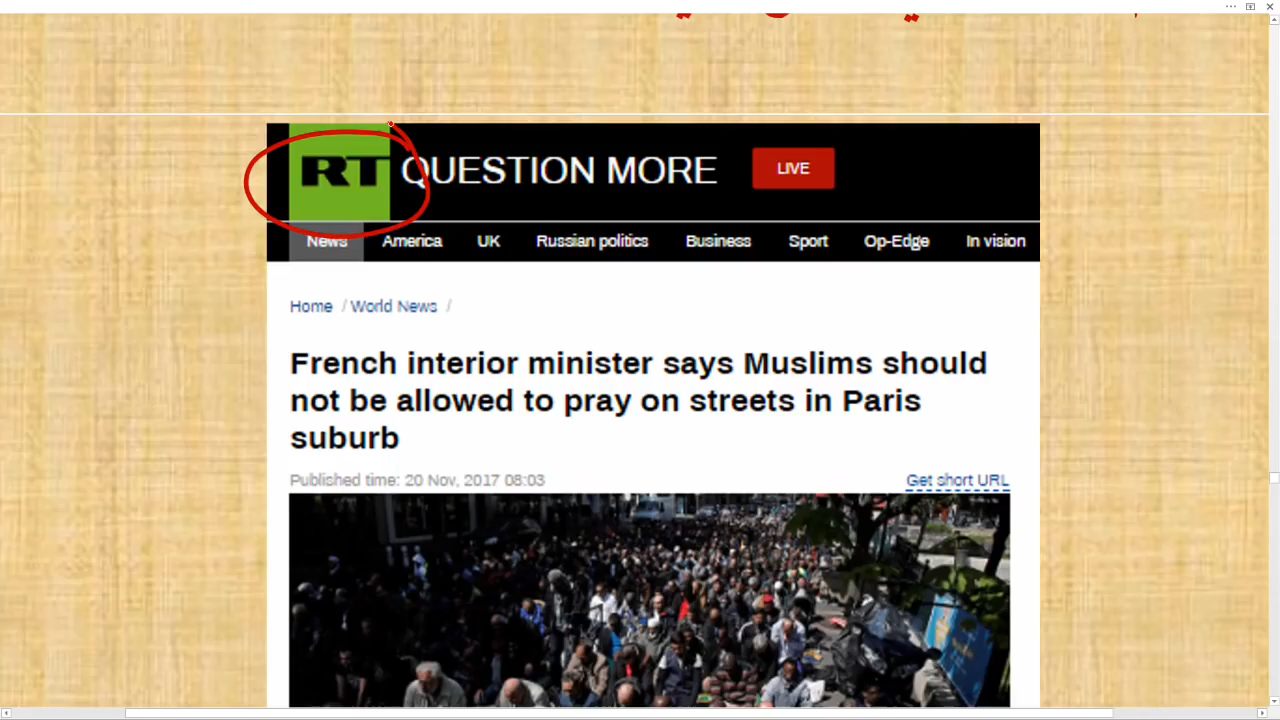 RT QUESTION MORE LIVE
News America UK Russian politics Business Sport Op-Edge In vision
Home / World News /
French interior minister says Muslims should
not be allowed to pray on streets in Paris
suburb
Published time: 20 Nov, 2017 08:03 Get short URL